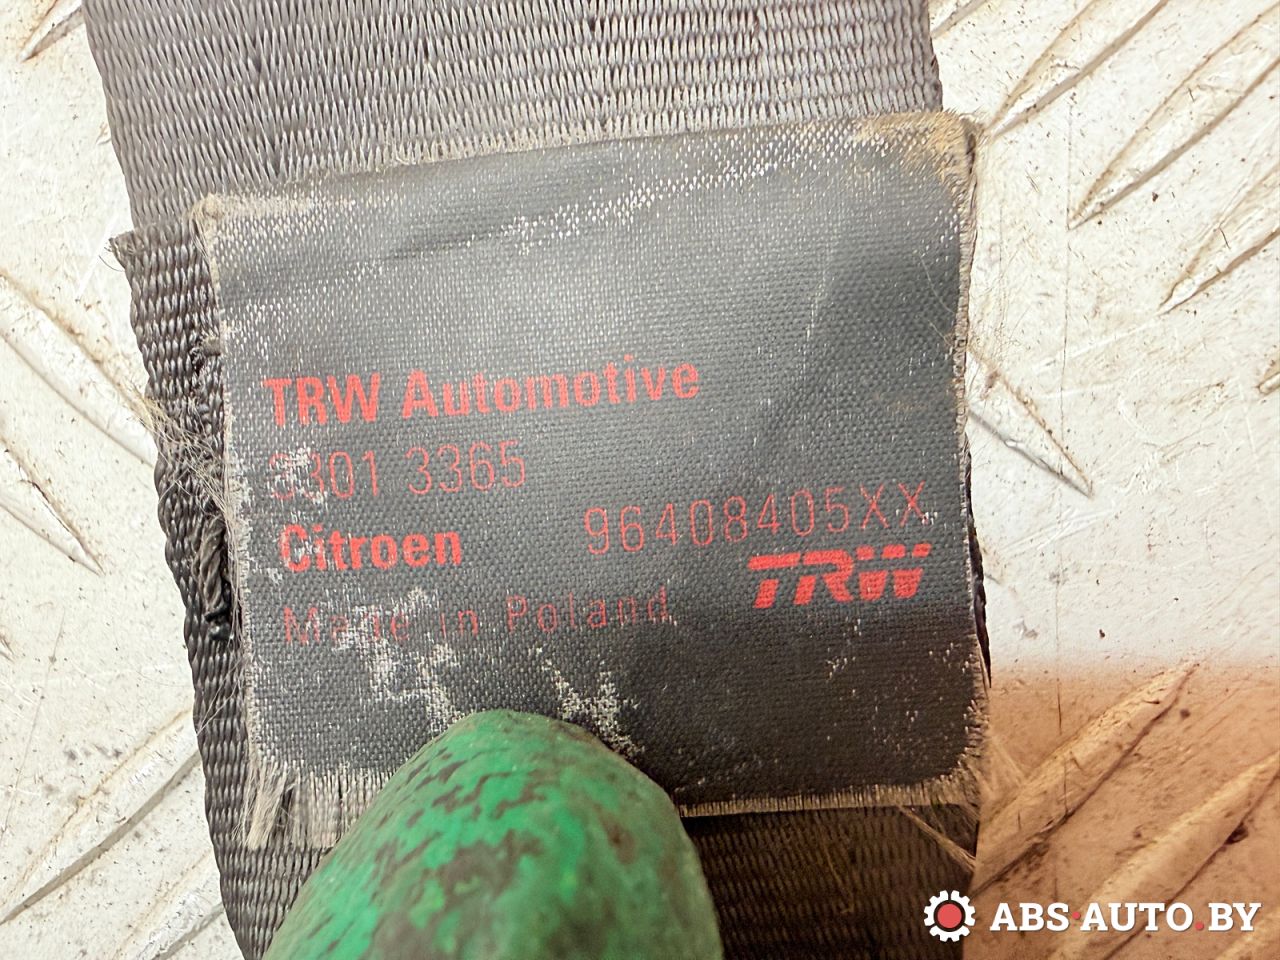 TRW Automotive
3301 3365
Citroen 96408405XX
TRW
Made in Poland
ABS·AUTO.BY